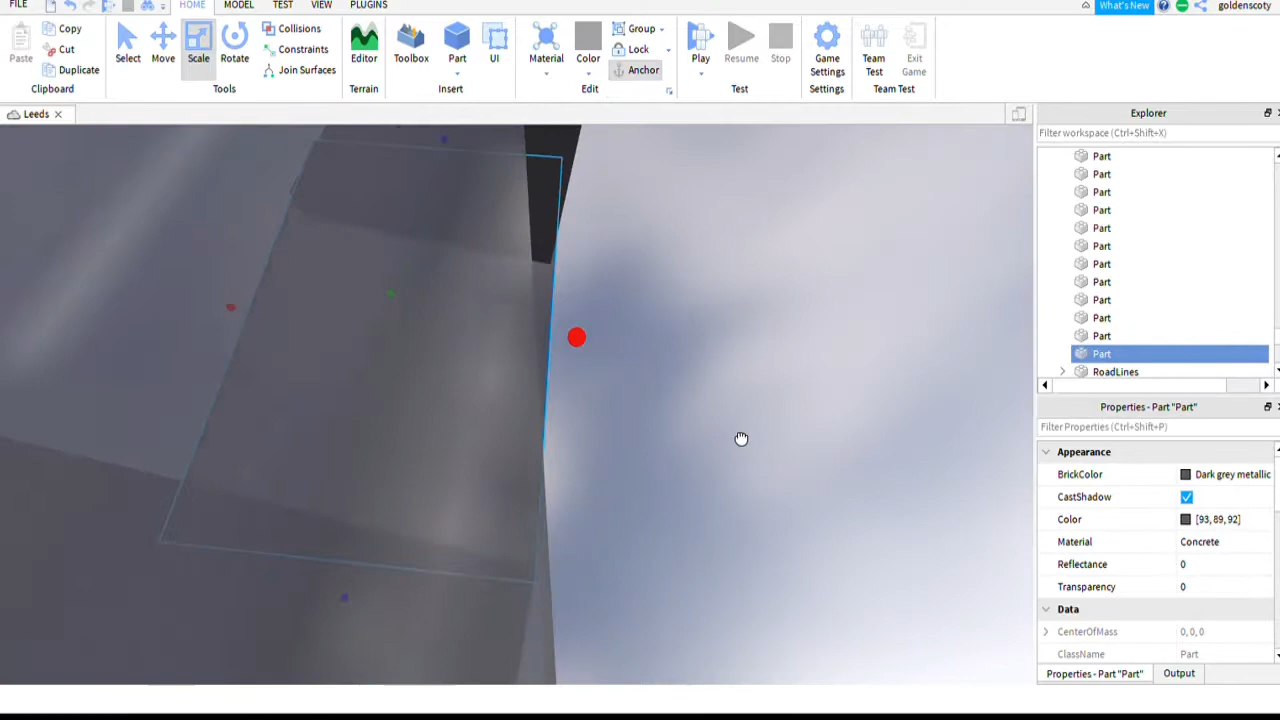 FILE HOME MODEL TEST VIEW PLUGINS What's New goldenscoty
Paste Copy Cut Duplicate Clipboard
Select Move Scale Rotate Collisions Constraints Join Surfaces Tools
Editor Terrain
Toolbox Part UI Insert
Material Color Group Lock Anchor Edit
Play Resume Stop Test
Game Settings Settings
Team Test Exit Game Team Test
Leeds
Explorer
Filter workspace (Ctrl+Shift+X)
Part
Part
Part
Part
Part
Part
Part
Part
Part
Part
Part
Part
RoadLines
Properties - Part "Part"
Filter Properties (Ctrl+Shift+P)
Appearance
BrickColor Dark grey metallic
CastShadow
Color [93, 89, 92]
Material Concrete
Reflectance 0
Transparency 0
Data
CenterOfMass 0, 0, 0
ClassName Part
Properties - Part "Part" Output